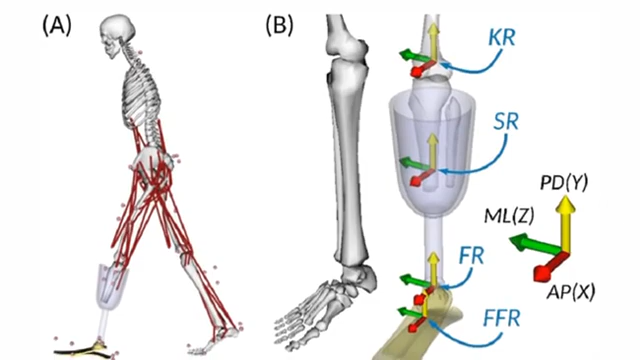 (A)
(B)
KR
SR
PD(Y)
ML(Z)
FR
AP(X)
FFR